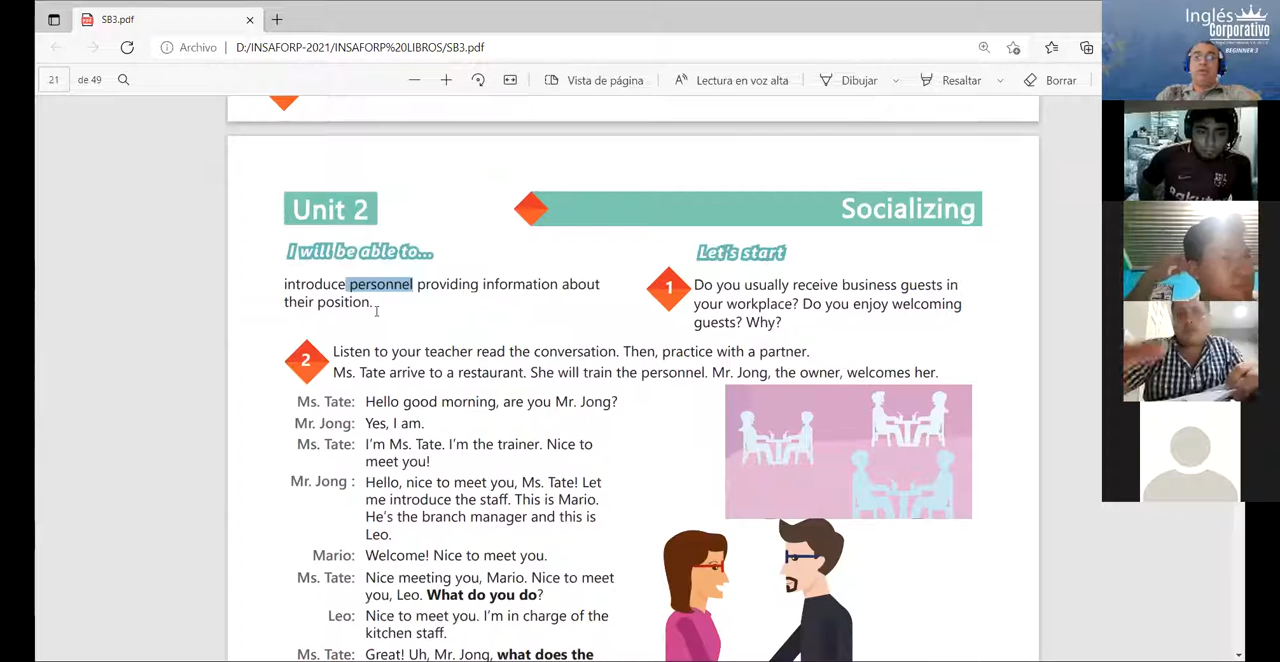 SB3.pdf
Archivo
D:/INSAFORP-2021/INSAFORP%20LIBROS/SB3.pdf
21
de 49
Vista de página
Lectura en voz alta
Dibujar
Resaltar
Borrar
Inglés
Corporativo
BEGINNER 3
Unit 2
Socializing
I will be able to...
Let's start
introduce personnel providing information about
their position.
1
Do you usually receive business guests in
your workplace? Do you enjoy welcoming
guests? Why?
2
Listen to your teacher read the conversation. Then, practice with a partner.
Ms. Tate arrive to a restaurant. She will train the personnel. Mr. Jong, the owner, welcomes her.
Ms. Tate: Hello good morning, are you Mr. Jong?
Mr. Jong: Yes, I am.
Ms. Tate: I'm Ms. Tate. I'm the trainer. Nice to
meet you!
Mr. Jong : Hello, nice to meet you, Ms. Tate! Let
me introduce the staff. This is Mario.
He's the branch manager and this is
Leo.
Mario: Welcome! Nice to meet you.
Ms. Tate: Nice meeting you, Mario. Nice to meet
you, Leo. What do you do?
Leo: Nice to meet you. I'm in charge of the
kitchen staff.
Ms. Tate: Great! Uh, Mr. Jong, what does the